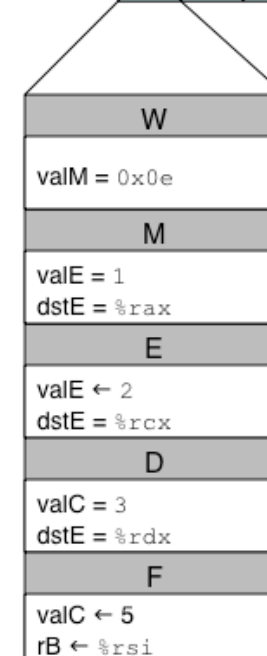 W
valM = 0x0e
M
valE = 1
dstE = %rax
E
valE ← 2
dstE = %rcx
D
valC = 3
dstE = %rdx
F
valC ← 5
rB ← %rsi